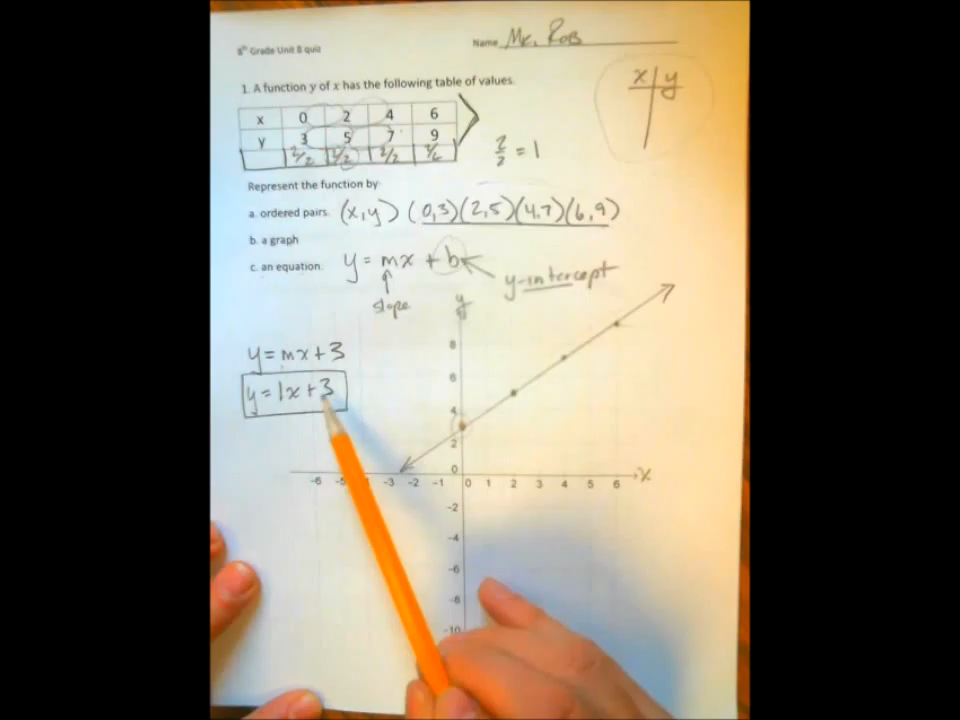 8th Grade Unit 8 quiz
Name Mr. Rob
1. A function y of x has the following table of values.
x y
x 0 2 4 6
y 3 5 7 9
2/2 2/2 2/2 2/2
2/2 = 1
Represent the function by:
a. ordered pairs. (x,y) (0,3)(2,5)(4,7)(6,9)
b. a graph
c. an equation. y = mx + b
y-intercept
slope
y
y = mx + 3
y = 1x + 3
8
6
4
2
0
-6 -3 -2 -1 0 1 2 3 4 5 6 x
-2
-4
-6
-8
-10